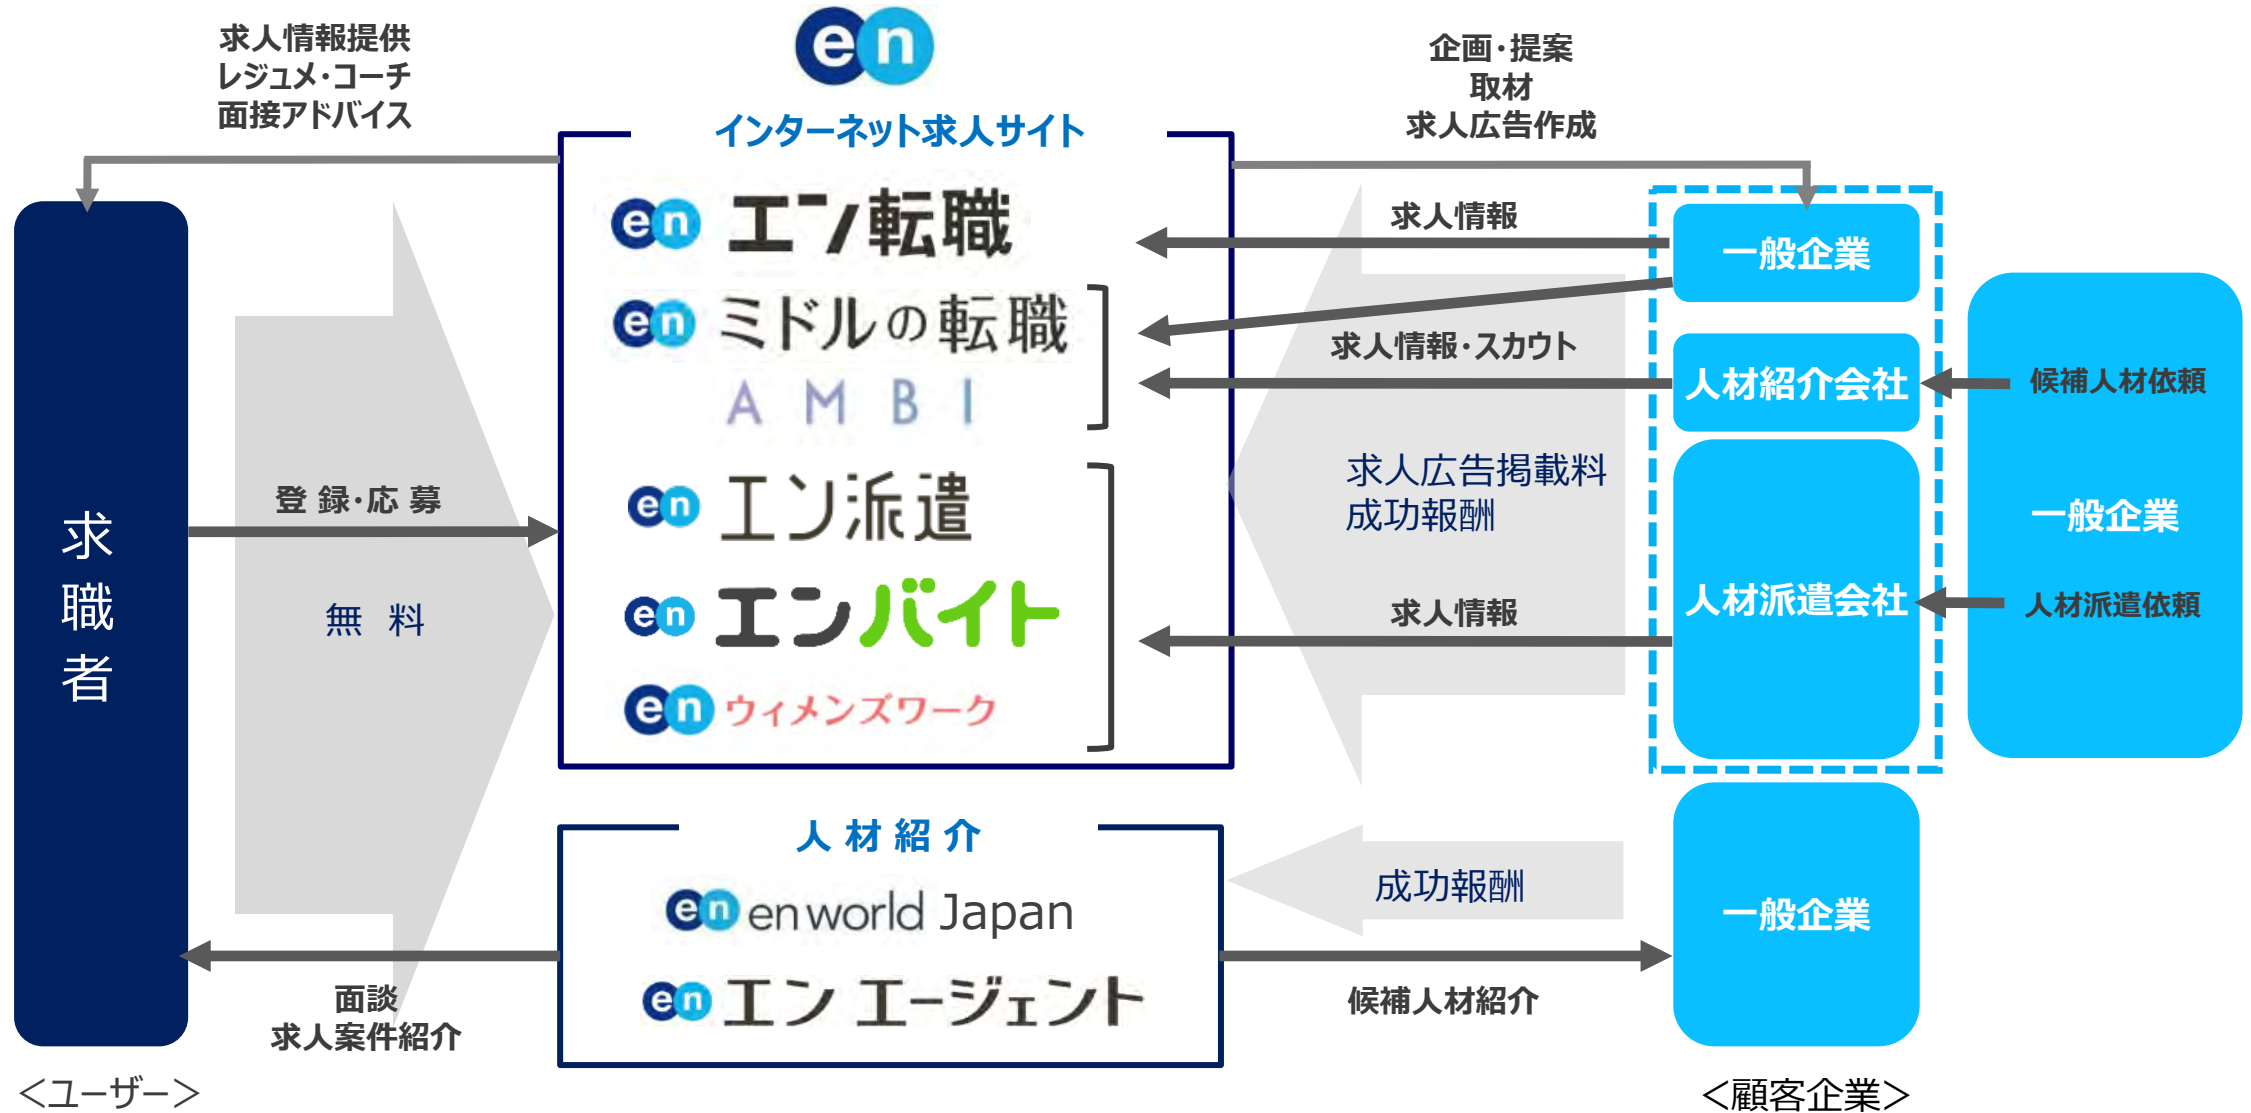 求人情報提供
レジュメ・コーチ
面接アドバイス
en
インターネット求人サイト
企画・提案
取材
求人広告作成
en エン転職
en ミドルの転職
AMBI
en エン派遣
en エンバイト
en ウィメンズワーク
求人情報
求人情報・スカウト
求人広告掲載料
成功報酬
求人情報
一般企業
人材紹介会社
人材派遣会社
候補人材依頼
一般企業
人材派遣依頼
求職者
登 録・応 募
無 料
人 材 紹 介
en en world Japan
en エン エージェント
面談
求人案件紹介
成功報酬
候補人材紹介
一般企業
＜ユーザー＞
＜顧客企業＞